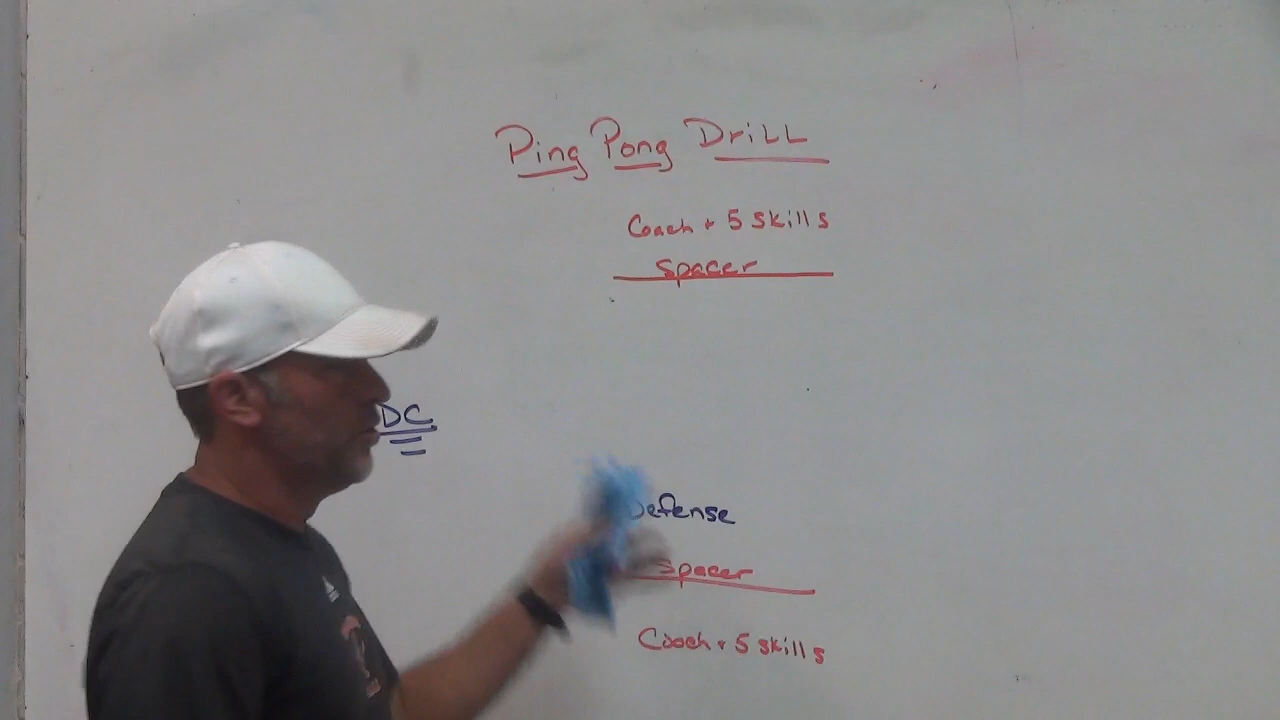 Ping Pong Drill
Coach + 5 skills
spacer
DC
Defense
spacer
Coach + 5 skills